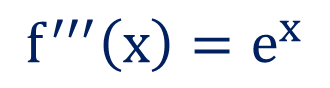 f′′′(x) = eˣ